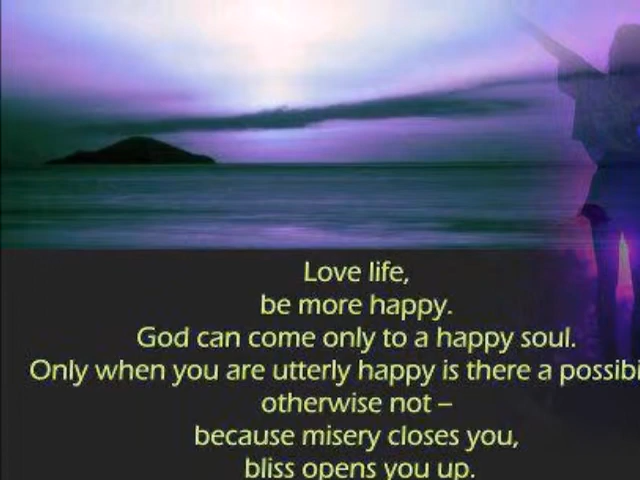 Love life,
be more happy.
God can come only to a happy soul.
Only when you are utterly happy is there a possibi
otherwise not –
because misery closes you,
bliss opens you up.